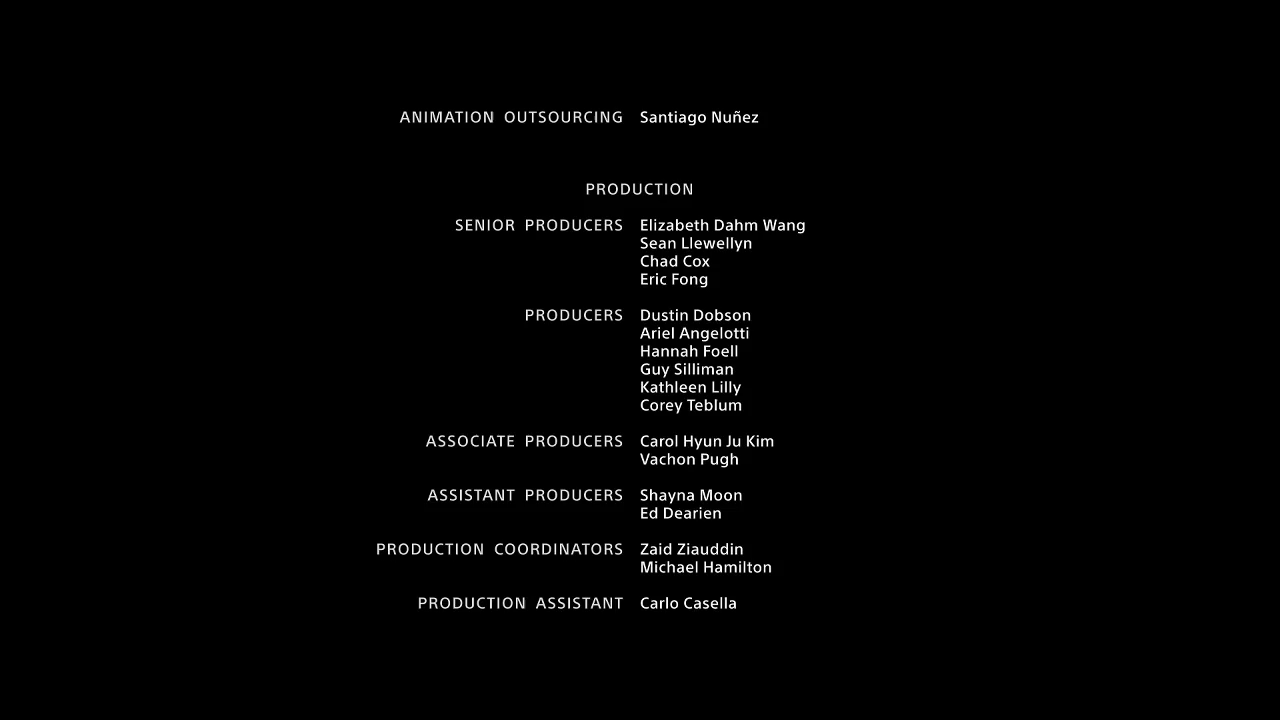 ANIMATION OUTSOURCING Santiago Nuñez
PRODUCTION
SENIOR PRODUCERS Elizabeth Dahm Wang
Sean Llewellyn
Chad Cox
Eric Fong
PRODUCERS Dustin Dobson
Ariel Angelotti
Hannah Foell
Guy Silliman
Kathleen Lilly
Corey Teblum
ASSOCIATE PRODUCERS Carol Hyun Ju Kim
Vachon Pugh
ASSISTANT PRODUCERS Shayna Moon
Ed Dearien
PRODUCTION COORDINATORS Zaid Ziauddin
Michael Hamilton
PRODUCTION ASSISTANT Carlo Casella